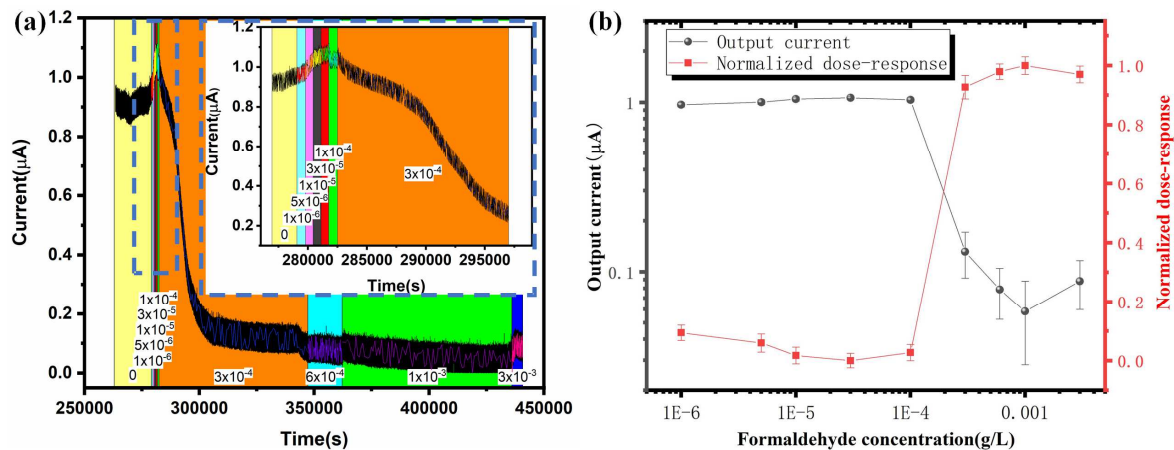 (a)
Current(μA)
1.2
1.0
0.8
0.6
0.4
0.2
0.0
250000
300000
350000
400000
450000
Time(s)
1x10⁻⁴
3x10⁻⁵
1x10⁻⁵
5x10⁻⁶
1x10⁻⁶
0
3x10⁻⁴
6x10⁻⁴
1x10⁻³
3x10⁻³
Current(μA)
1.2
1.0
0.8
0.6
0.4
0.2
280000
285000
290000
295000
Time(s)
1x10⁻⁴
3x10⁻⁵
1x10⁻⁵
5x10⁻⁶
1x10⁻⁶
0
3x10⁻⁴
(b)
Output current
Normalized dose-response
Output current (μA)
1
0.1
1E-6
1E-5
1E-4
0.001
Formaldehyde concentration(g/L)
1.0
0.8
0.6
0.4
0.2
0.0
Normalized dose-response